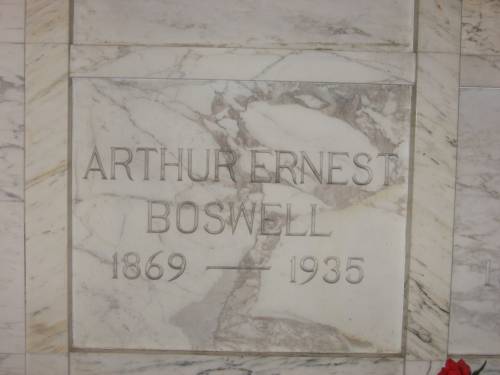 ARTHUR ERNEST
BOSWELL
1869 — 1935